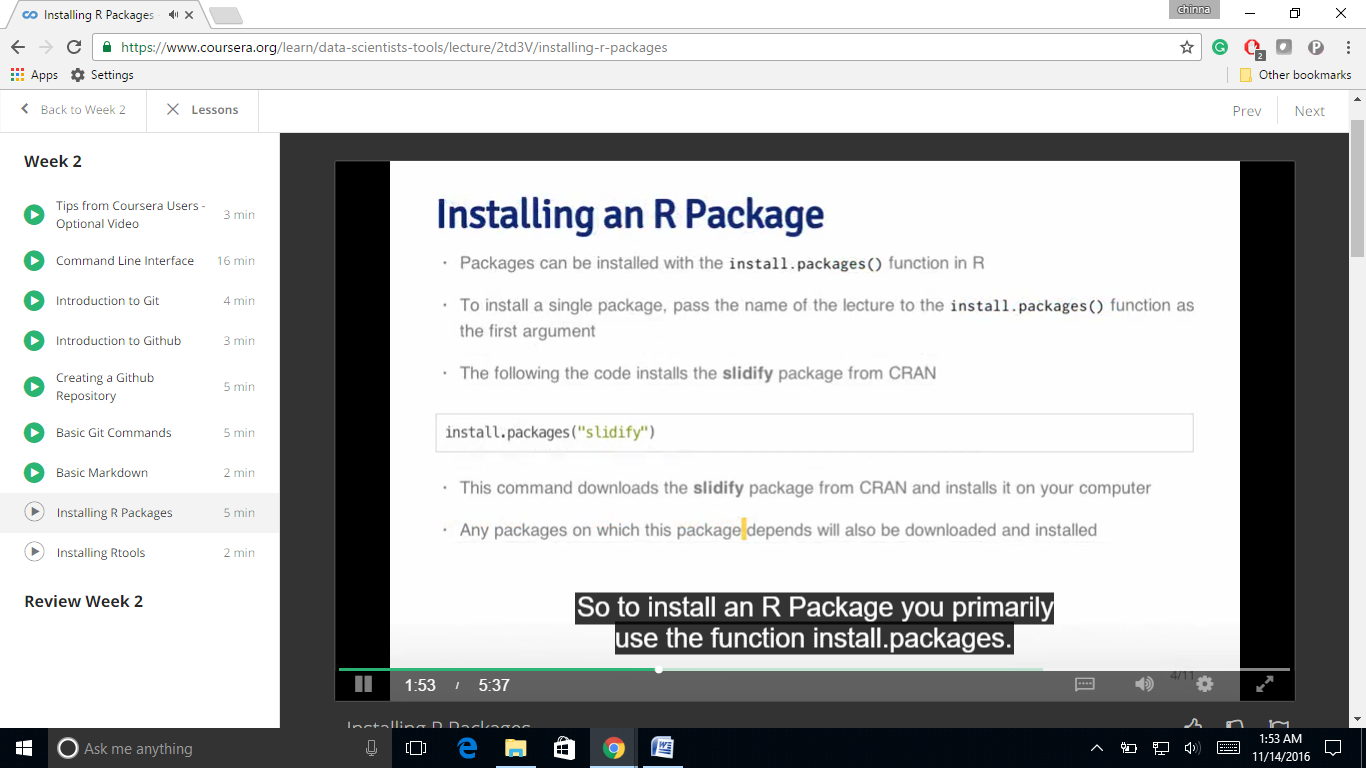 Installing R Packages
chinna
https://www.coursera.org/learn/data-scientists-tools/lecture/2td3V/installing-r-packages
2
Apps Settings Other bookmarks
Back to Week 2 Lessons Prev Next
Week 2
Tips from Coursera Users -
Optional Video
3 min
Command Line Interface 16 min
Introduction to Git 4 min
Introduction to Github 3 min
Creating a Github
Repository
5 min
Basic Git Commands 5 min
Basic Markdown 2 min
Installing R Packages 5 min
Installing Rtools 2 min
Review Week 2
Installing an R Package
· Packages can be installed with the install.packages() function in R
· To install a single package, pass the name of the lecture to the install.packages() function as
the first argument
· The following the code installs the slidify package from CRAN
install.packages("slidify")
· This command downloads the slidify package from CRAN and installs it on your computer
· Any packages on which this package depends will also be downloaded and installed
So to install an R Package you primarily
use the function install.packages.
4/11
1:53 / 5:37
Installing R Packages
Ask me anything
1:53 AM
11/14/2016